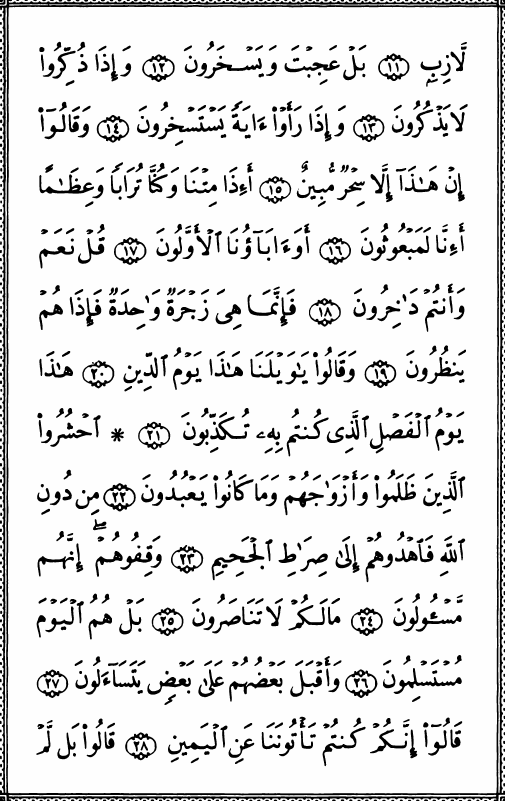 لَّازِبٍ ١١ بَلْ عَجِبْتَ وَيَسْخَرُونَ ١٢ وَإِذَا ذُكِّرُوا۟
لَا يَذْكُرُونَ ١٣ وَإِذَا رَأَوْا۟ ءَايَةً يَسْتَسْخِرُونَ ١٤ وَقَالُوٓا۟
إِنْ هَـٰذَآ إِلَّا سِحْرٌ مُّبِينٌ ١٥ أَءِذَا مِتْنَا وَكُنَّا تُرَابًا وَعِظَـٰمًا
أَءِنَّا لَمَبْعُوثُونَ ١٦ أَوَءَابَآؤُنَا ٱلْأَوَّلُونَ ١٧ قُلْ نَعَمْ
وَأَنتُمْ دَٰخِرُونَ ١٨ فَإِنَّمَا هِىَ زَجْرَةٌ وَٰحِدَةٌ فَإِذَا هُمْ
يَنظُرُونَ ١٩ وَقَالُوا۟ يَـٰوَيْلَنَا هَـٰذَا يَوْمُ ٱلدِّينِ ٢٠ هَـٰذَا
يَوْمُ ٱلْفَصْلِ ٱلَّذِى كُنتُم بِهِۦ تُكَذِّبُونَ ٢١ * ٱحْشُرُوا۟
ٱلَّذِينَ ظَلَمُوا۟ وَأَزْوَٰجَهُمْ وَمَا كَانُوا۟ يَعْبُدُونَ ٢٢ مِن دُونِ
ٱللَّهِ فَٱهْدُوهُمْ إِلَىٰ صِرَٰطِ ٱلْجَحِيمِ ٢٣ وَقِفُوهُمْ ۖ إِنَّهُم
مَّسْـُٔولُونَ ٢٤ مَا لَكُمْ لَا تَنَاصَرُونَ ٢٥ بَلْ هُمُ ٱلْيَوْمَ
مُسْتَسْلِمُونَ ٢٦ وَأَقْبَلَ بَعْضُهُمْ عَلَىٰ بَعْضٍ يَتَسَآءَلُونَ ٢٧
قَالُوٓا۟ إِنَّكُمْ كُنتُمْ تَأْتُونَنَا عَنِ ٱلْيَمِينِ ٢٨ قَالُوا۟ بَل لَّمْ